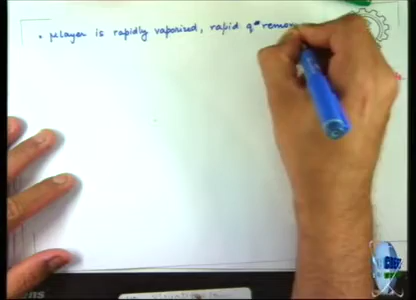 • μlayer is rapidly vaporised, rapid q" remov